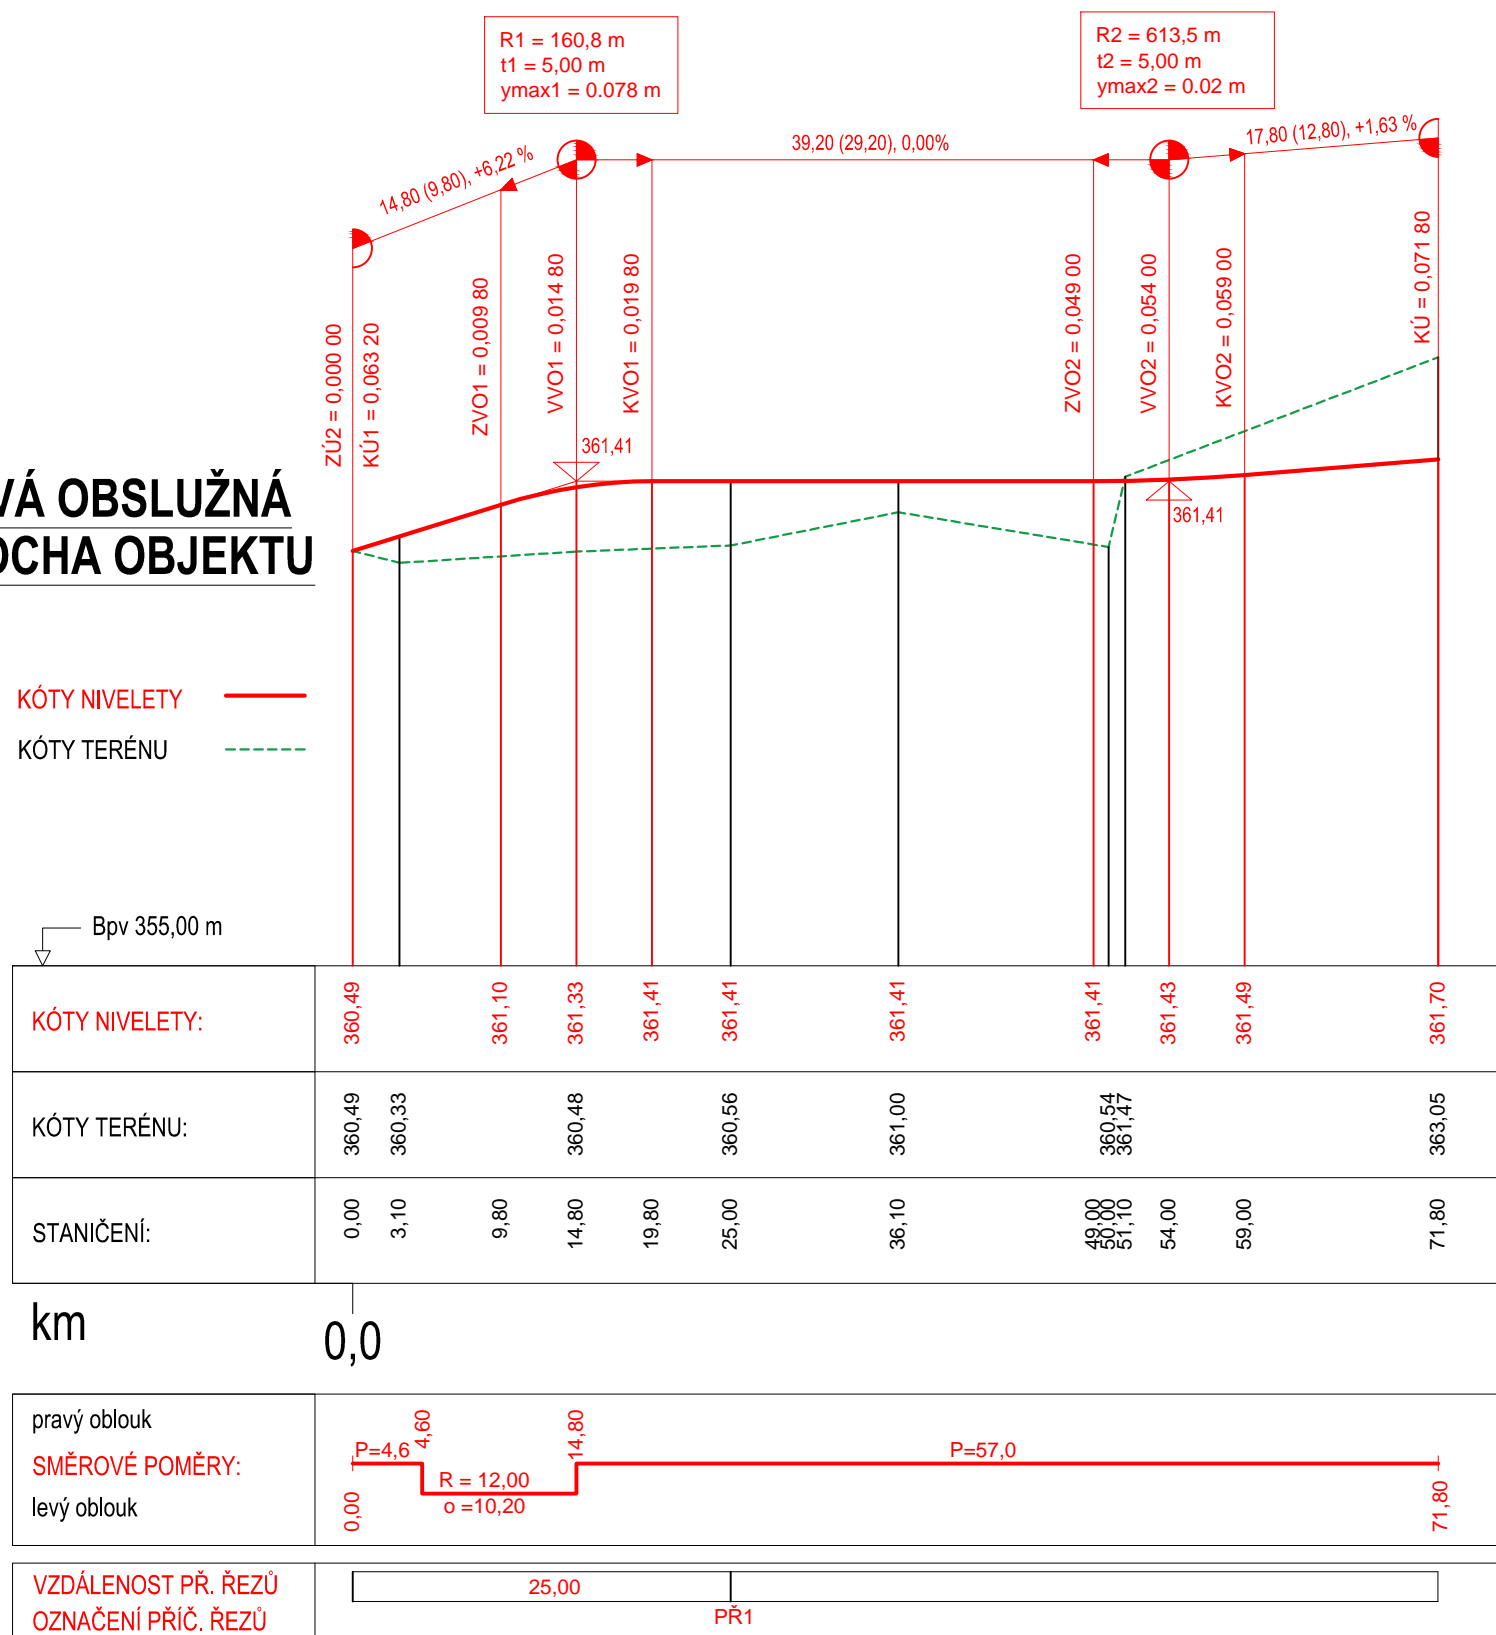 R1 = 160,8 m
t1 = 5,00 m
ymax1 = 0.078 m
R2 = 613,5 m
t2 = 5,00 m
ymax2 = 0.02 m
14,80 (9,80), +6,22 %
39,20 (29,20), 0,00%
17,80 (12,80), +1,63 %
ZÚ2 = 0,000 00
KÚ1 = 0,063 20
ZVO1 = 0,009 80
VVO1 = 0,014 80
KVO1 = 0,019 80
ZVO2 = 0,049 00
VVO2 = 0,054 00
KVO2 = 0,059 00
KÚ = 0,071 80
361,41
361,41
VÁ OBSLUŽNÁ
OCHA OBJEKTU
KÓTY NIVELETY
KÓTY TERÉNU
Bpv 355,00 m
KÓTY NIVELETY:
360,49
361,10
361,33
361,41
361,41
361,41
361,41
361,43
361,49
361,70
KÓTY TERÉNU:
360,49
360,33
360,48
360,56
361,00
360,54
361,47
363,05
STANIČENÍ:
0,00
3,10
9,80
14,80
19,80
25,00
36,10
49,00
50,00
51,10
54,00
59,00
71,80
km
0,0
pravý oblouk
SMĚROVÉ POMĚRY:
levý oblouk
0,00
P=4,6
4,60
R = 12,00
o =10,20
14,80
P=57,0
71,80
VZDÁLENOST PŘ. ŘEZŮ
OZNAČENÍ PŘÍČ. ŘEZŮ
25,00
PŘ1